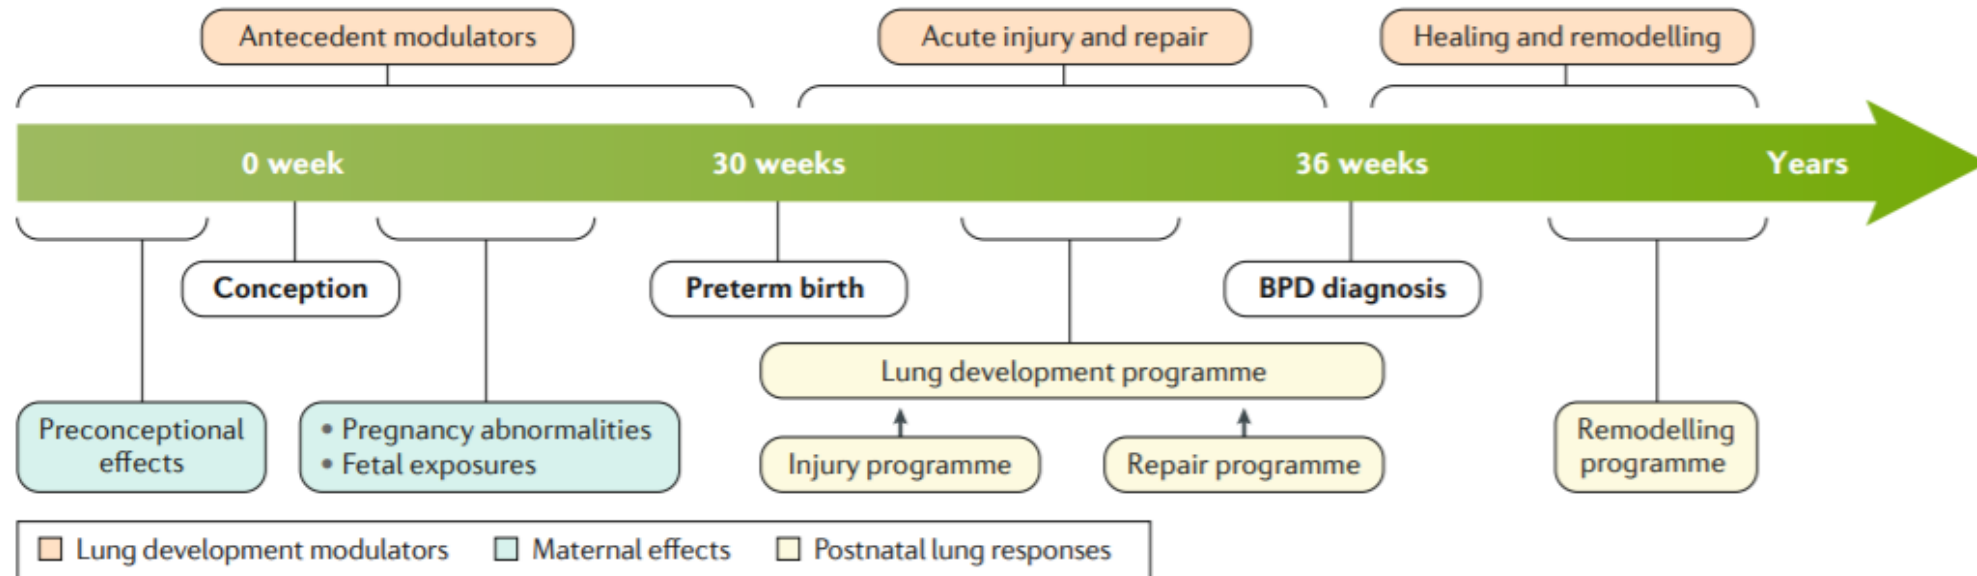 Antecedent modulators
Acute injury and repair
Healing and remodelling
0 week
30 weeks
36 weeks
Years
Conception
Preterm birth
BPD diagnosis
Lung development programme
Preconceptional
effects
• Pregnancy abnormalities
• Fetal exposures
Injury programme
Repair programme
Remodelling
programme
Lung development modulators
Maternal effects
Postnatal lung responses